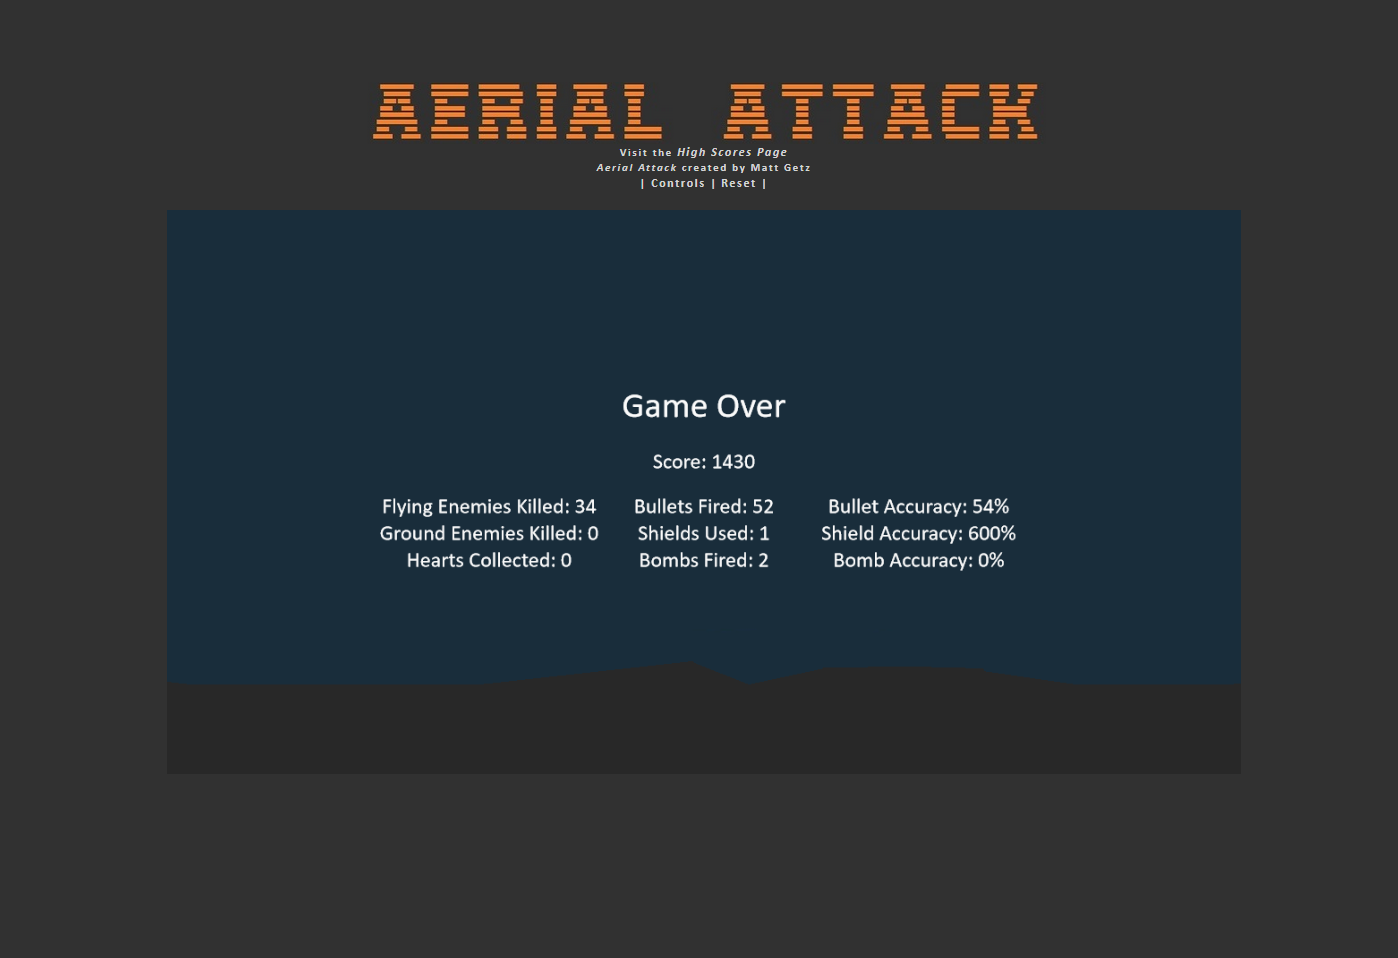 AERIAL ATTACK
Visit the High Scores Page
Aerial Attack created by Matt Getz
| Controls | Reset |
Game Over
Score: 1430
Flying Enemies Killed: 34 Bullets Fired: 52 Bullet Accuracy: 54%
Ground Enemies Killed: 0 Shields Used: 1 Shield Accuracy: 600%
Hearts Collected: 0 Bombs Fired: 2 Bomb Accuracy: 0%